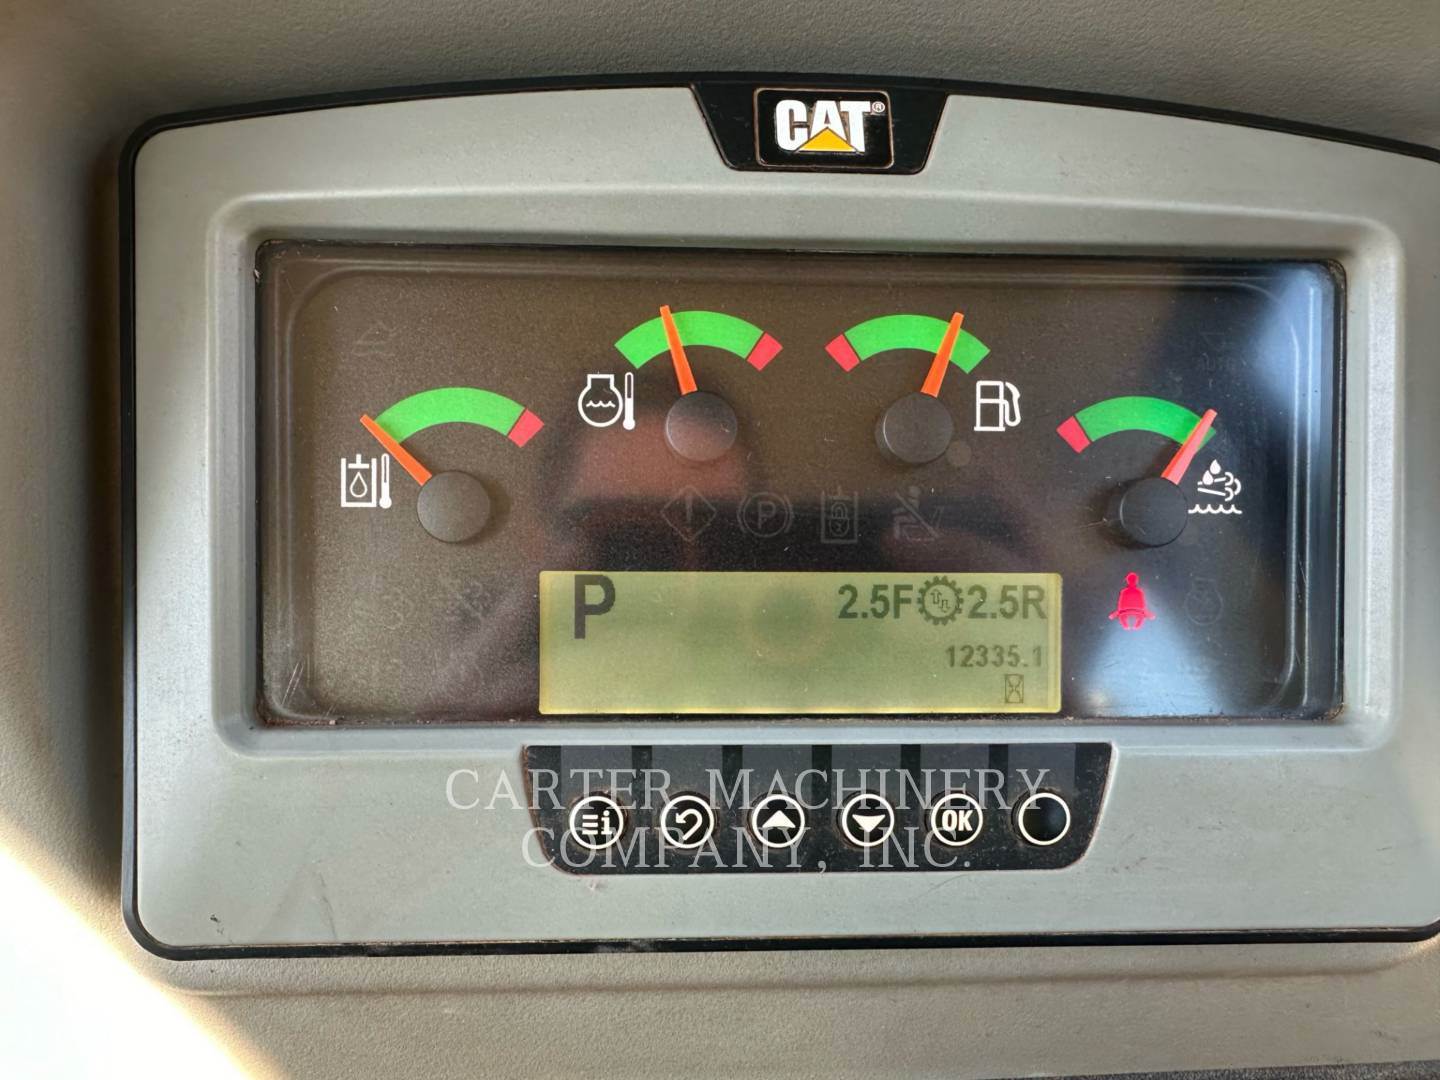 CAT®
P 2.5F 2.5R
12335.1
OK
CARTER MACHINERY
COMPANY, INC.